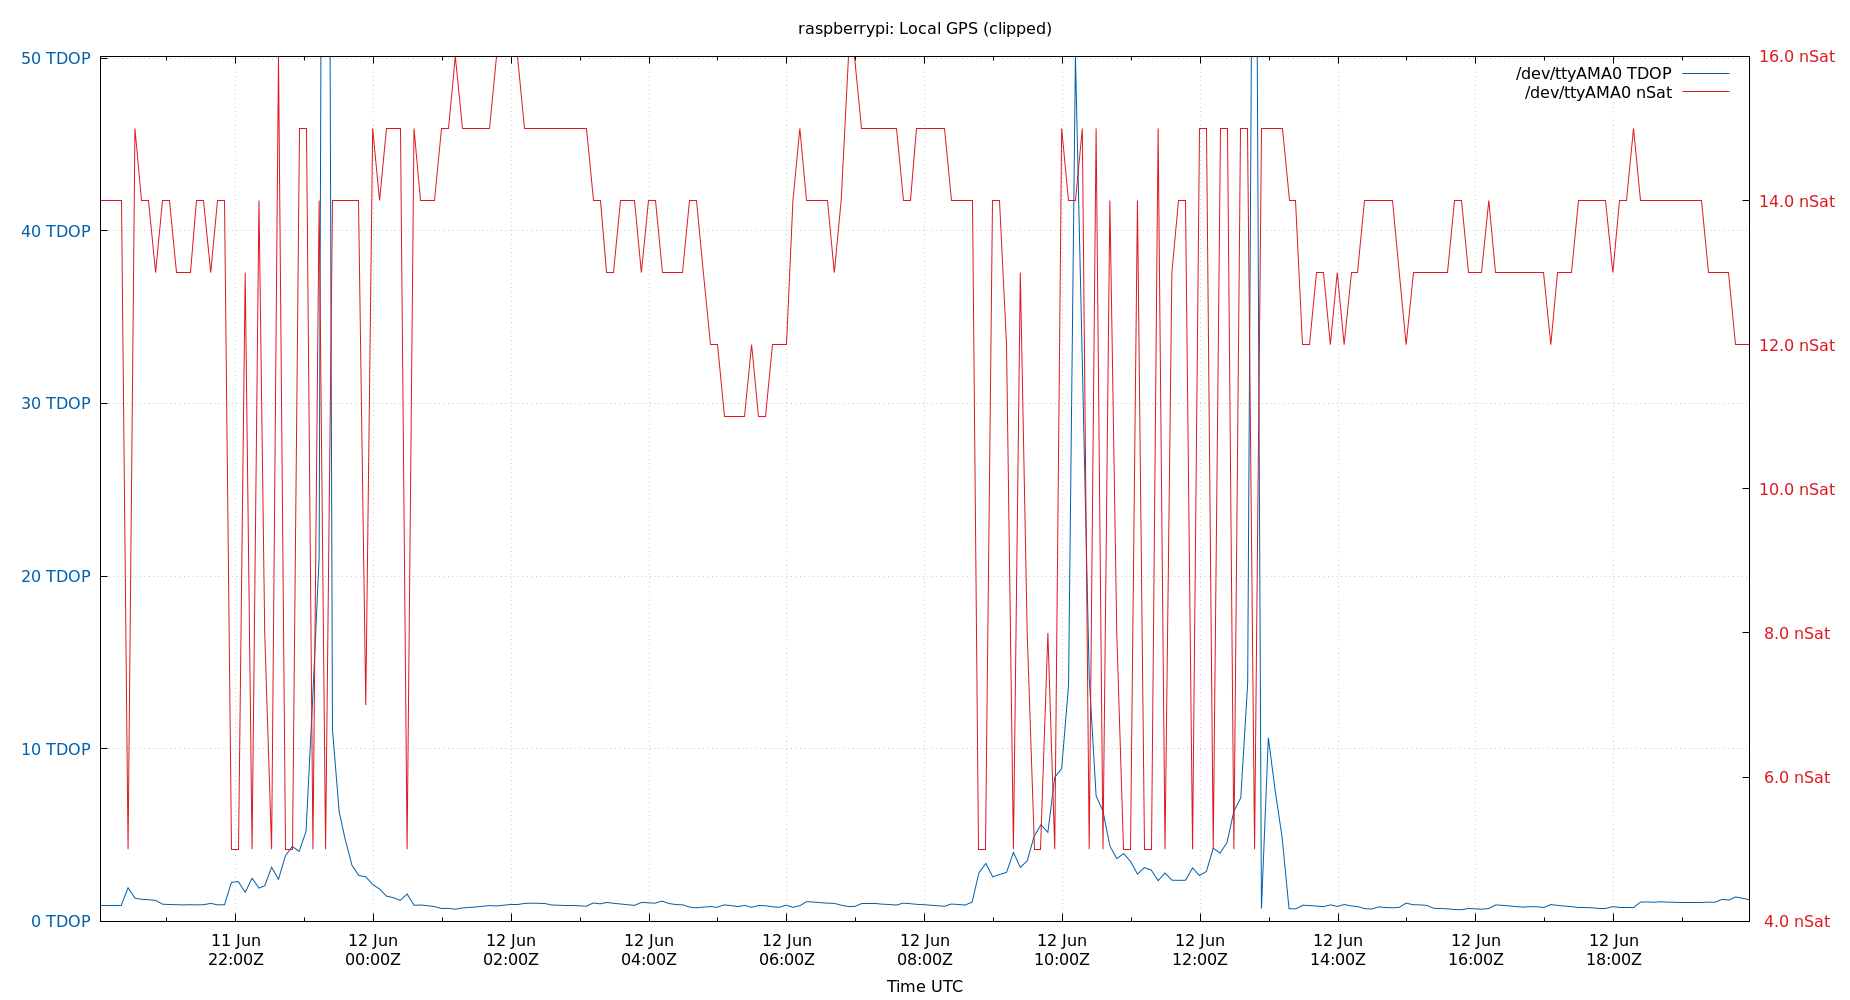 raspberrypi: Local GPS (clipped)
50 TDOP
40 TDOP
30 TDOP
20 TDOP
10 TDOP
0 TDOP
16.0 nSat
14.0 nSat
12.0 nSat
10.0 nSat
8.0 nSat
6.0 nSat
4.0 nSat
/dev/ttyAMA0 TDOP
/dev/ttyAMA0 nSat
11 Jun
22:00Z
12 Jun
00:00Z
12 Jun
02:00Z
12 Jun
04:00Z
12 Jun
06:00Z
12 Jun
08:00Z
12 Jun
10:00Z
12 Jun
12:00Z
12 Jun
14:00Z
12 Jun
16:00Z
12 Jun
18:00Z
Time UTC